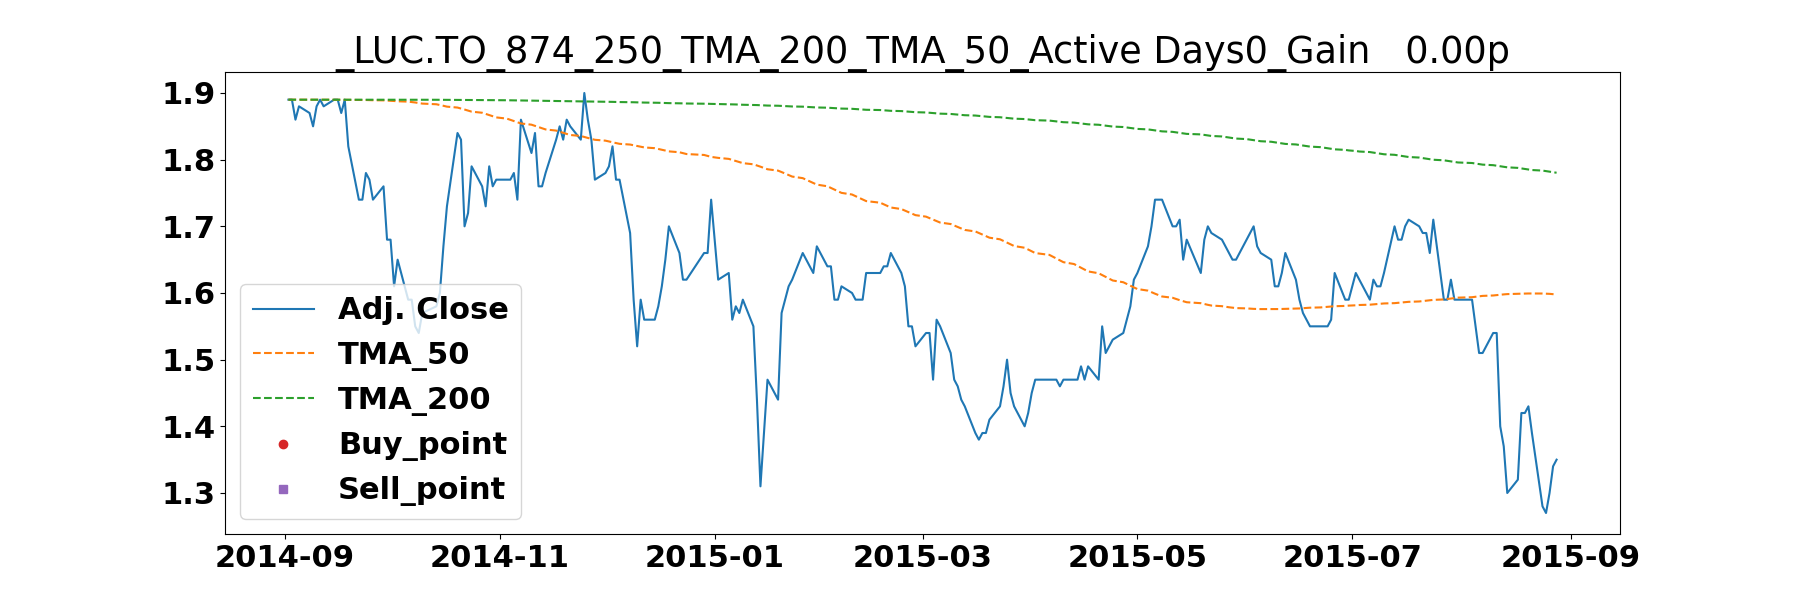 _LUC.TO_874_250_TMA_200_TMA_50_Active Days0_Gain   0.00p
1.9
1.8
1.7
1.6
1.5
1.4
1.3
Adj. Close
TMA_50
TMA_200
Buy_point
Sell_point
2014-09 2014-11 2015-01 2015-03 2015-05 2015-07 2015-09